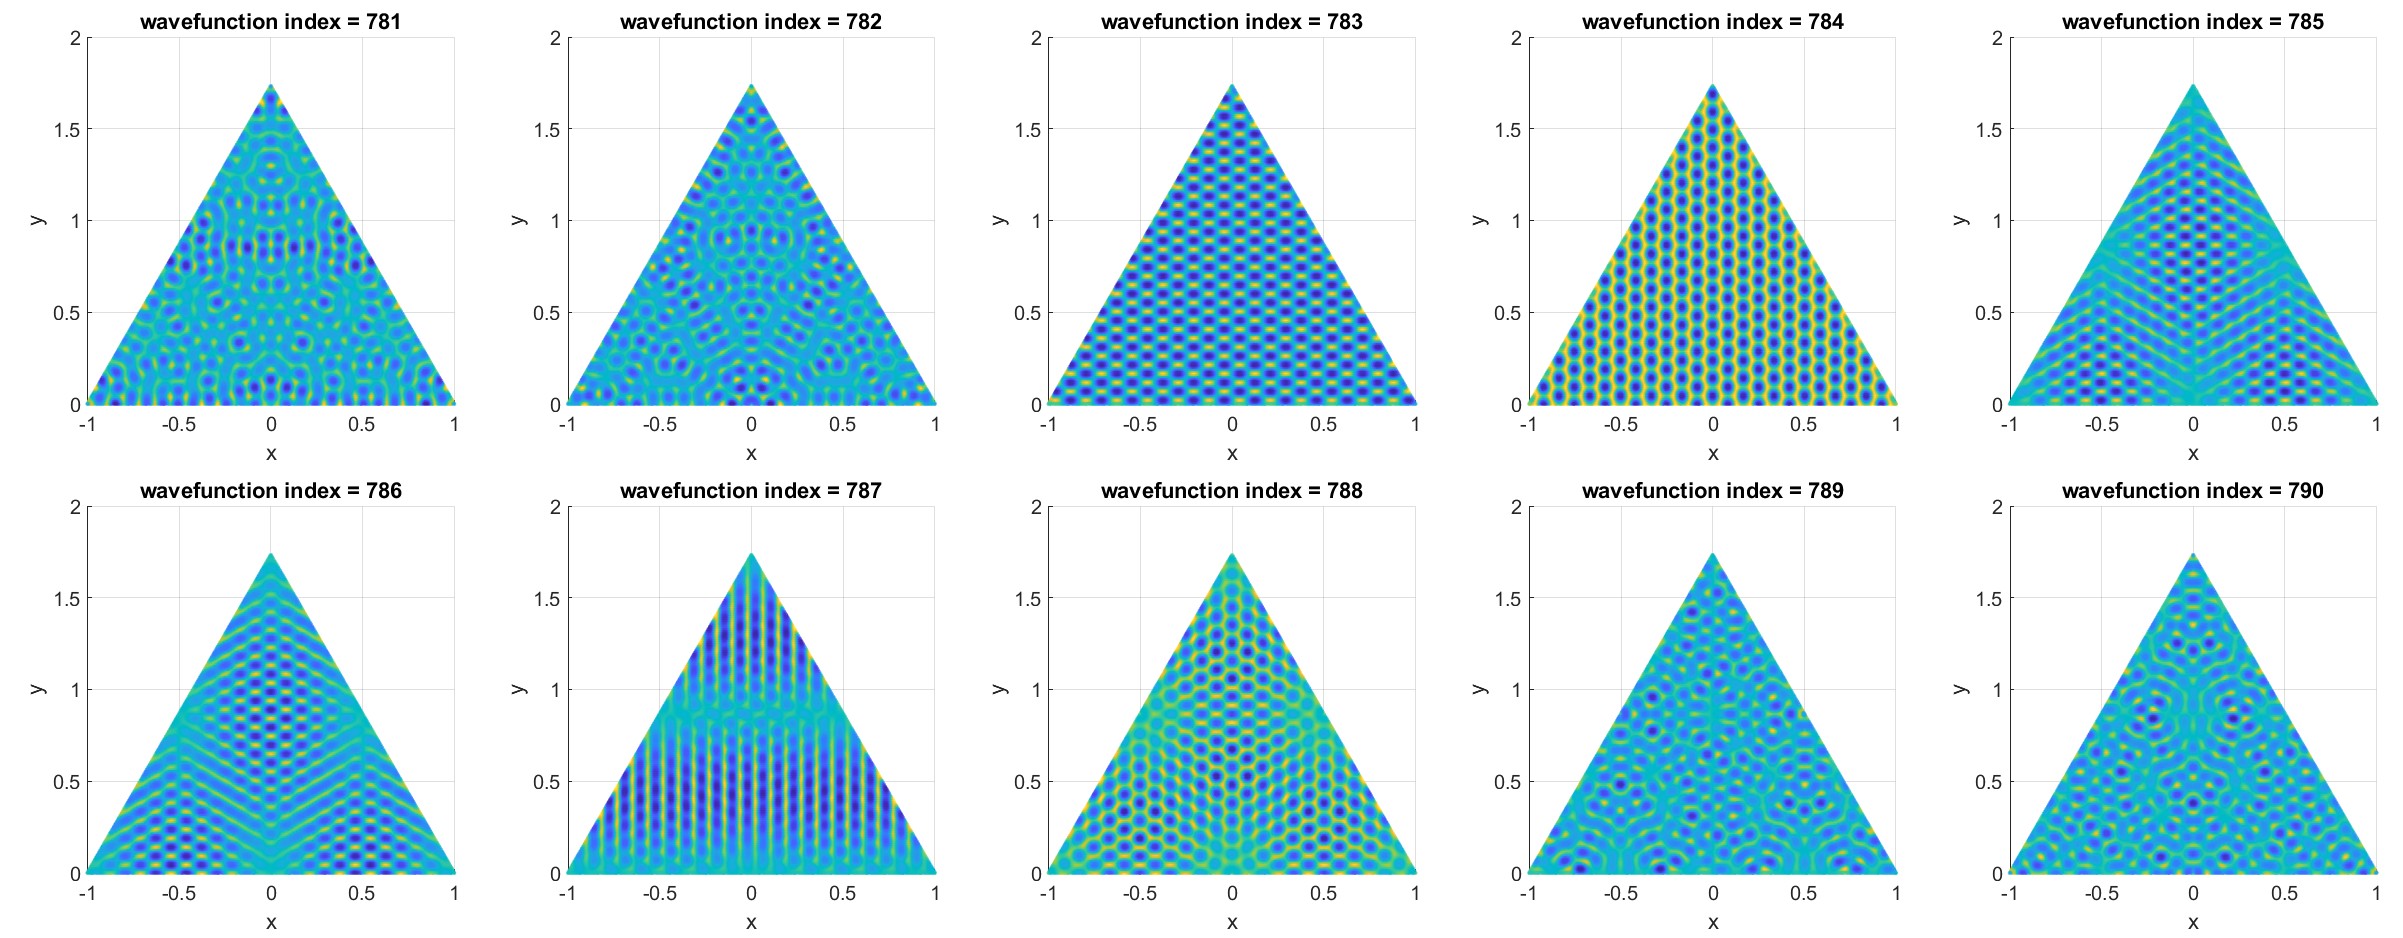 wavefunction index = 781
wavefunction index = 782
wavefunction index = 783
wavefunction index = 784
wavefunction index = 785
2 2 2 2 2
1.5 1.5 1.5 1.5 1.5
y 1 y 1 y 1 y 1 y 1
0.5 0.5 0.5 0.5 0.5
0 0 0 0 0
-1 -0.5 0 0.5 1 -1 -0.5 0 0.5 1 -1 -0.5 0 0.5 1 -1 -0.5 0 0.5 1 -1 -0.5 0 0.5 1
x x x x x
wavefunction index = 786
wavefunction index = 787
wavefunction index = 788
wavefunction index = 789
wavefunction index = 790
2 2 2 2 2
1.5 1.5 1.5 1.5 1.5
y 1 y 1 y 1 y 1 y 1
0.5 0.5 0.5 0.5 0.5
0 0 0 0 0
-1 -0.5 0 0.5 1 -1 -0.5 0 0.5 1 -1 -0.5 0 0.5 1 -1 -0.5 0 0.5 1 -1 -0.5 0 0.5 1
x x x x x